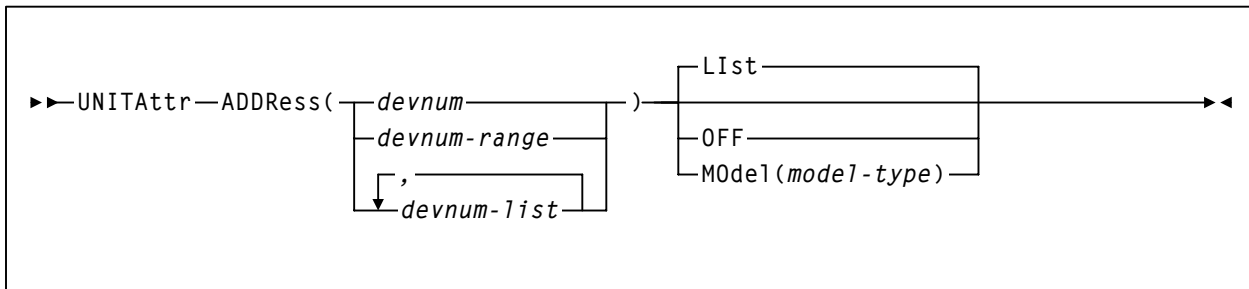 LIst
UNITAttr ADDRess( devnum )
devnum-range
OFF
MOdel(model-type)
,
devnum-list